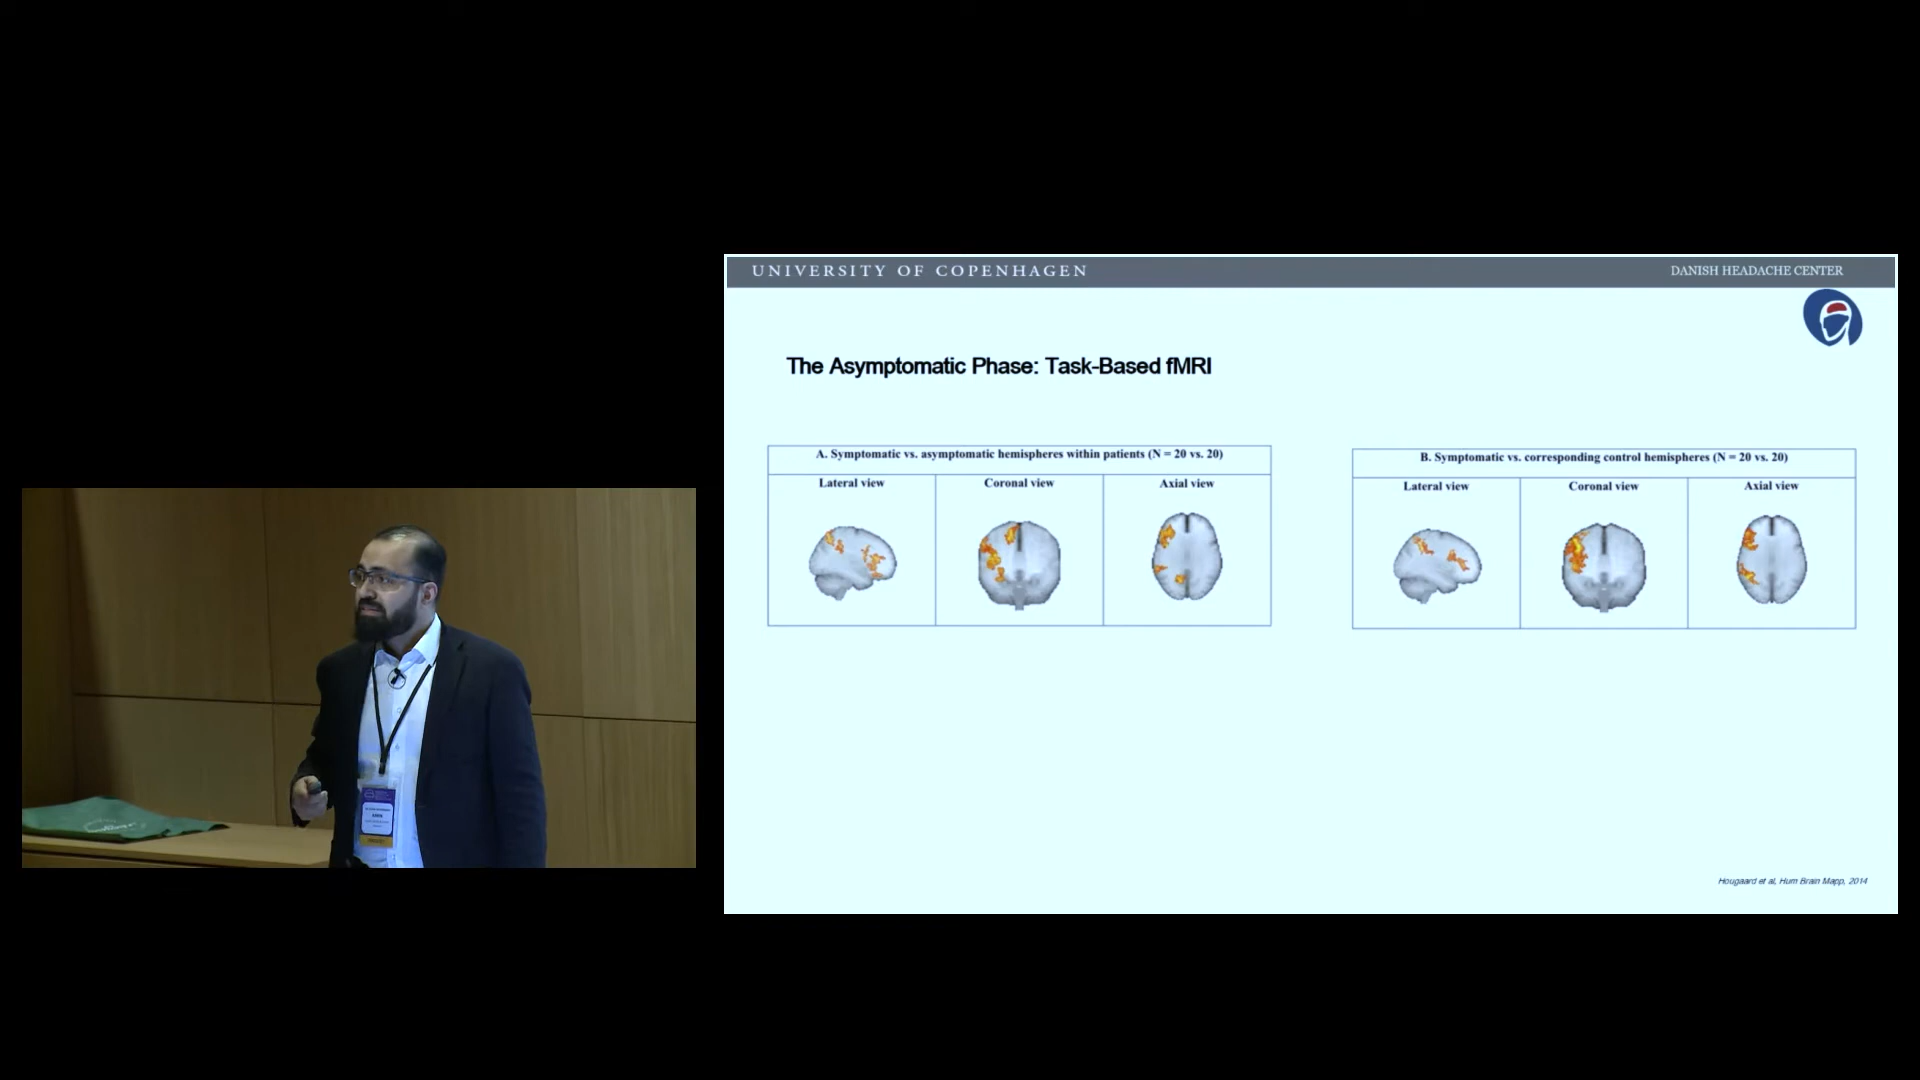 UNIVERSITY OF COPENHAGEN
DANISH HEADACHE CENTER
The Asymptomatic Phase: Task-Based fMRI
A. Symptomatic vs. asymptomatic hemispheres within patients (N = 20 vs. 20)
Lateral view
Coronal view
Axial view
B. Symptomatic vs. corresponding control hemispheres (N = 20 vs. 20)
Lateral view
Coronal view
Axial view
Hougaard et al, Hum Brain Mapp, 2014